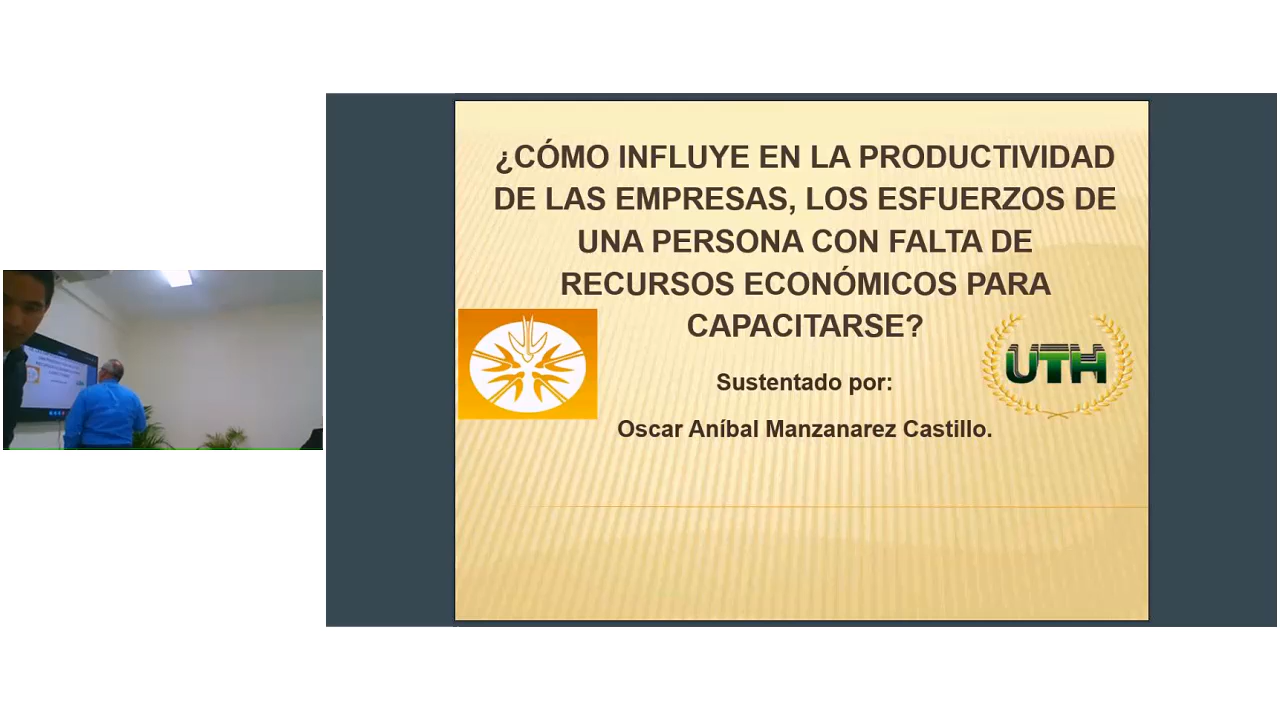 ¿CÓMO INFLUYE EN LA PRODUCTIVIDAD
DE LAS EMPRESAS, LOS ESFUERZOS DE
UNA PERSONA CON FALTA DE
RECURSOS ECONÓMICOS PARA
CAPACITARSE?
UTH
Sustentado por:
Oscar Aníbal Manzanarez Castillo.